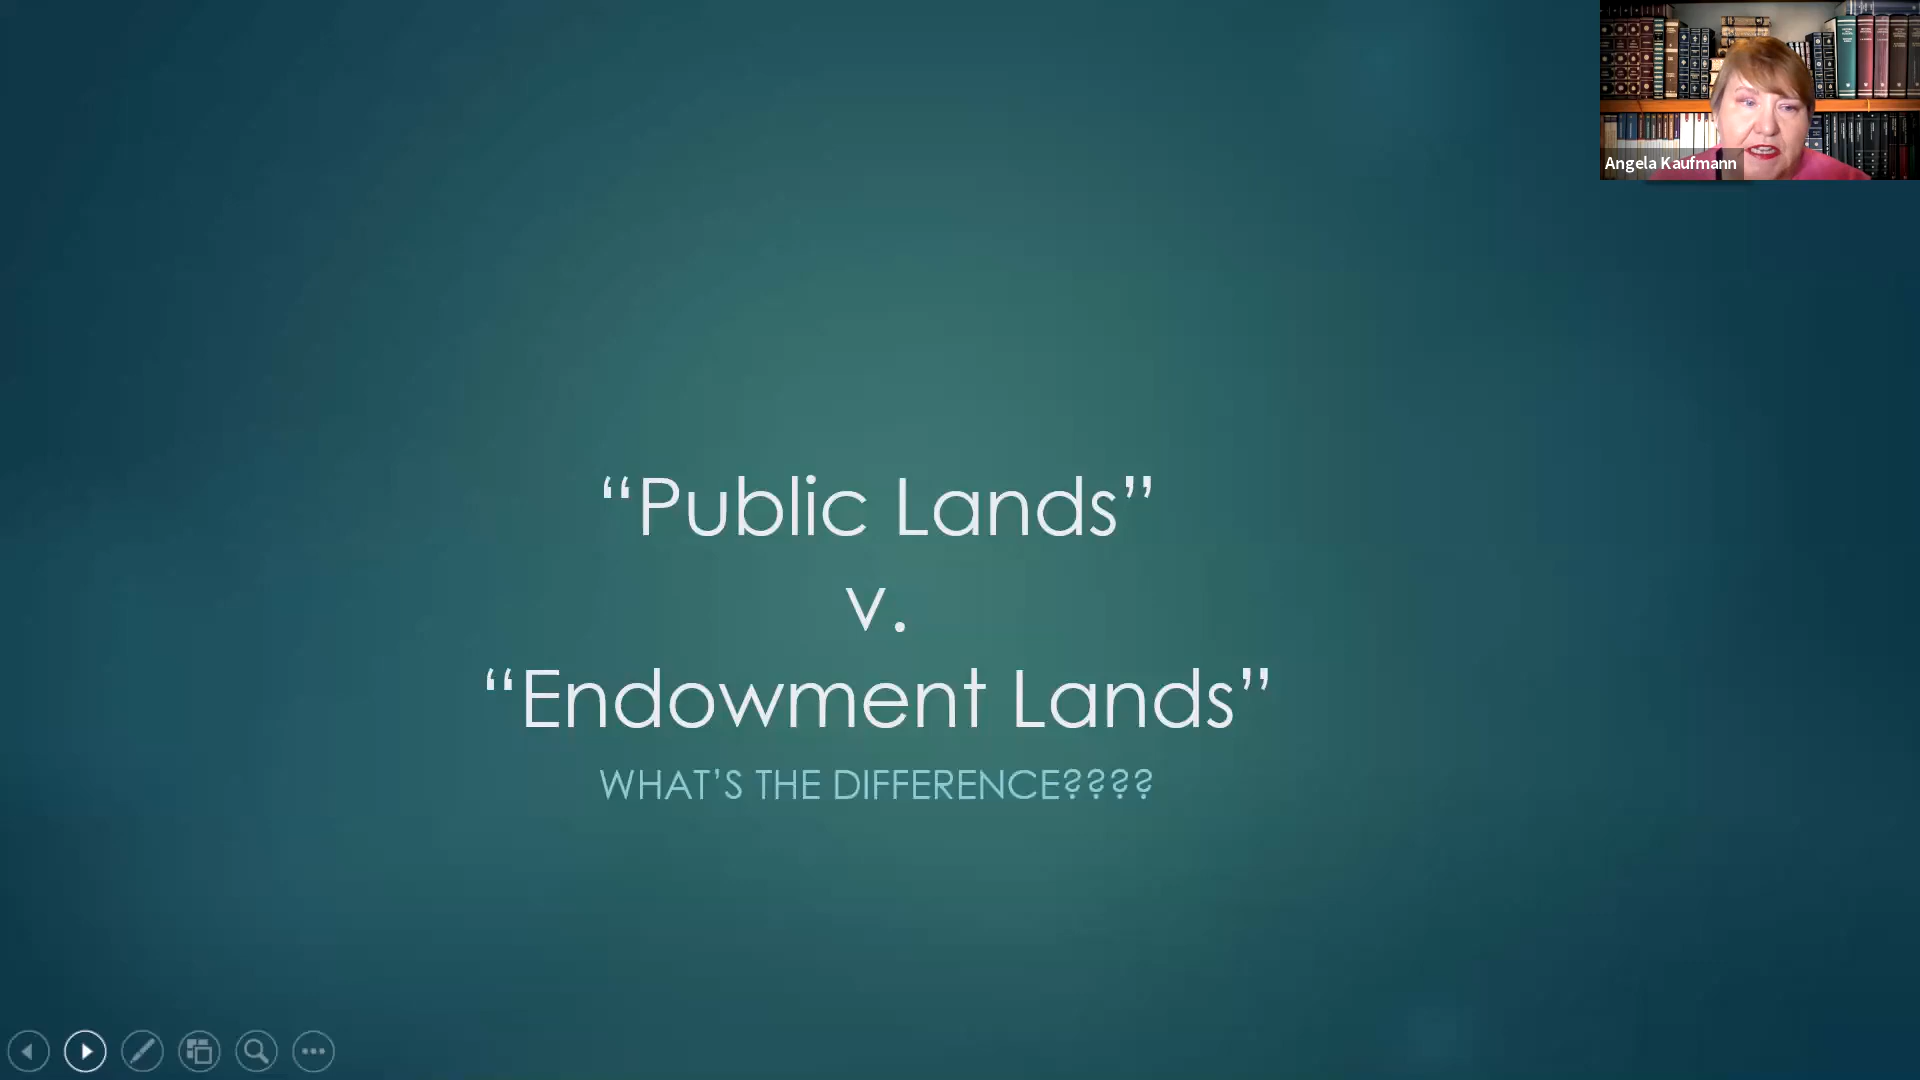 “Public Lands”
v.
“Endowment Lands”
WHAT’S THE DIFFERENCE????
Angela Kaufmann